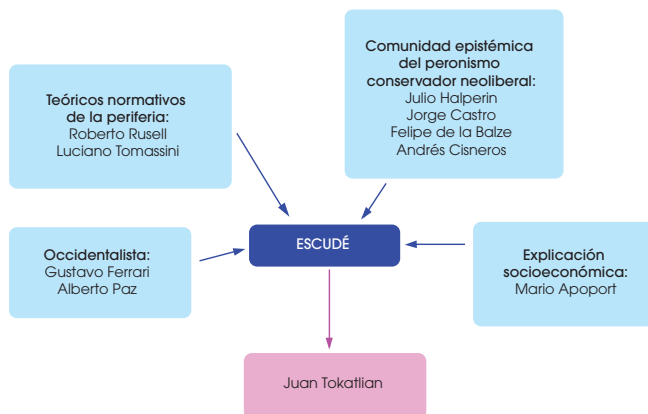 Comunidad epistémica
del peronismo
conservador neoliberal:
Julio Halperin
Jorge Castro
Felipe de la Balze
Andrés Cisneros
Teóricos normativos
de la periferia:
Roberto Rusell
Luciano Tomassini
ESCUDÉ
Occidentalista:
Gustavo Ferrari
Alberto Paz
Explicación
socioeconómica:
Mario Apoport
Juan Tokatlian